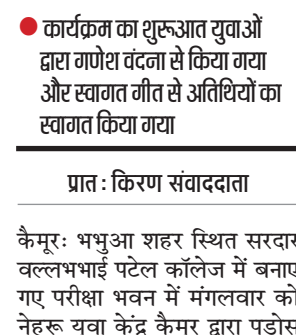 कार्यक्रम का शुरूआत युवाओं
द्वारा गणेश वंदना से किया गया
और स्वागत गीत से अतिथियों का
स्वागत किया गया
प्रात : किरण संवाददाता
कैमूरः भभुआ शहर स्थित सरदार
वल्लभभाई पटेल कॉलेज में बनाए
गए परीक्षा भवन में मंगलवार को
नेहरू युवा केंद्र कैमूर द्वारा पड़ोस